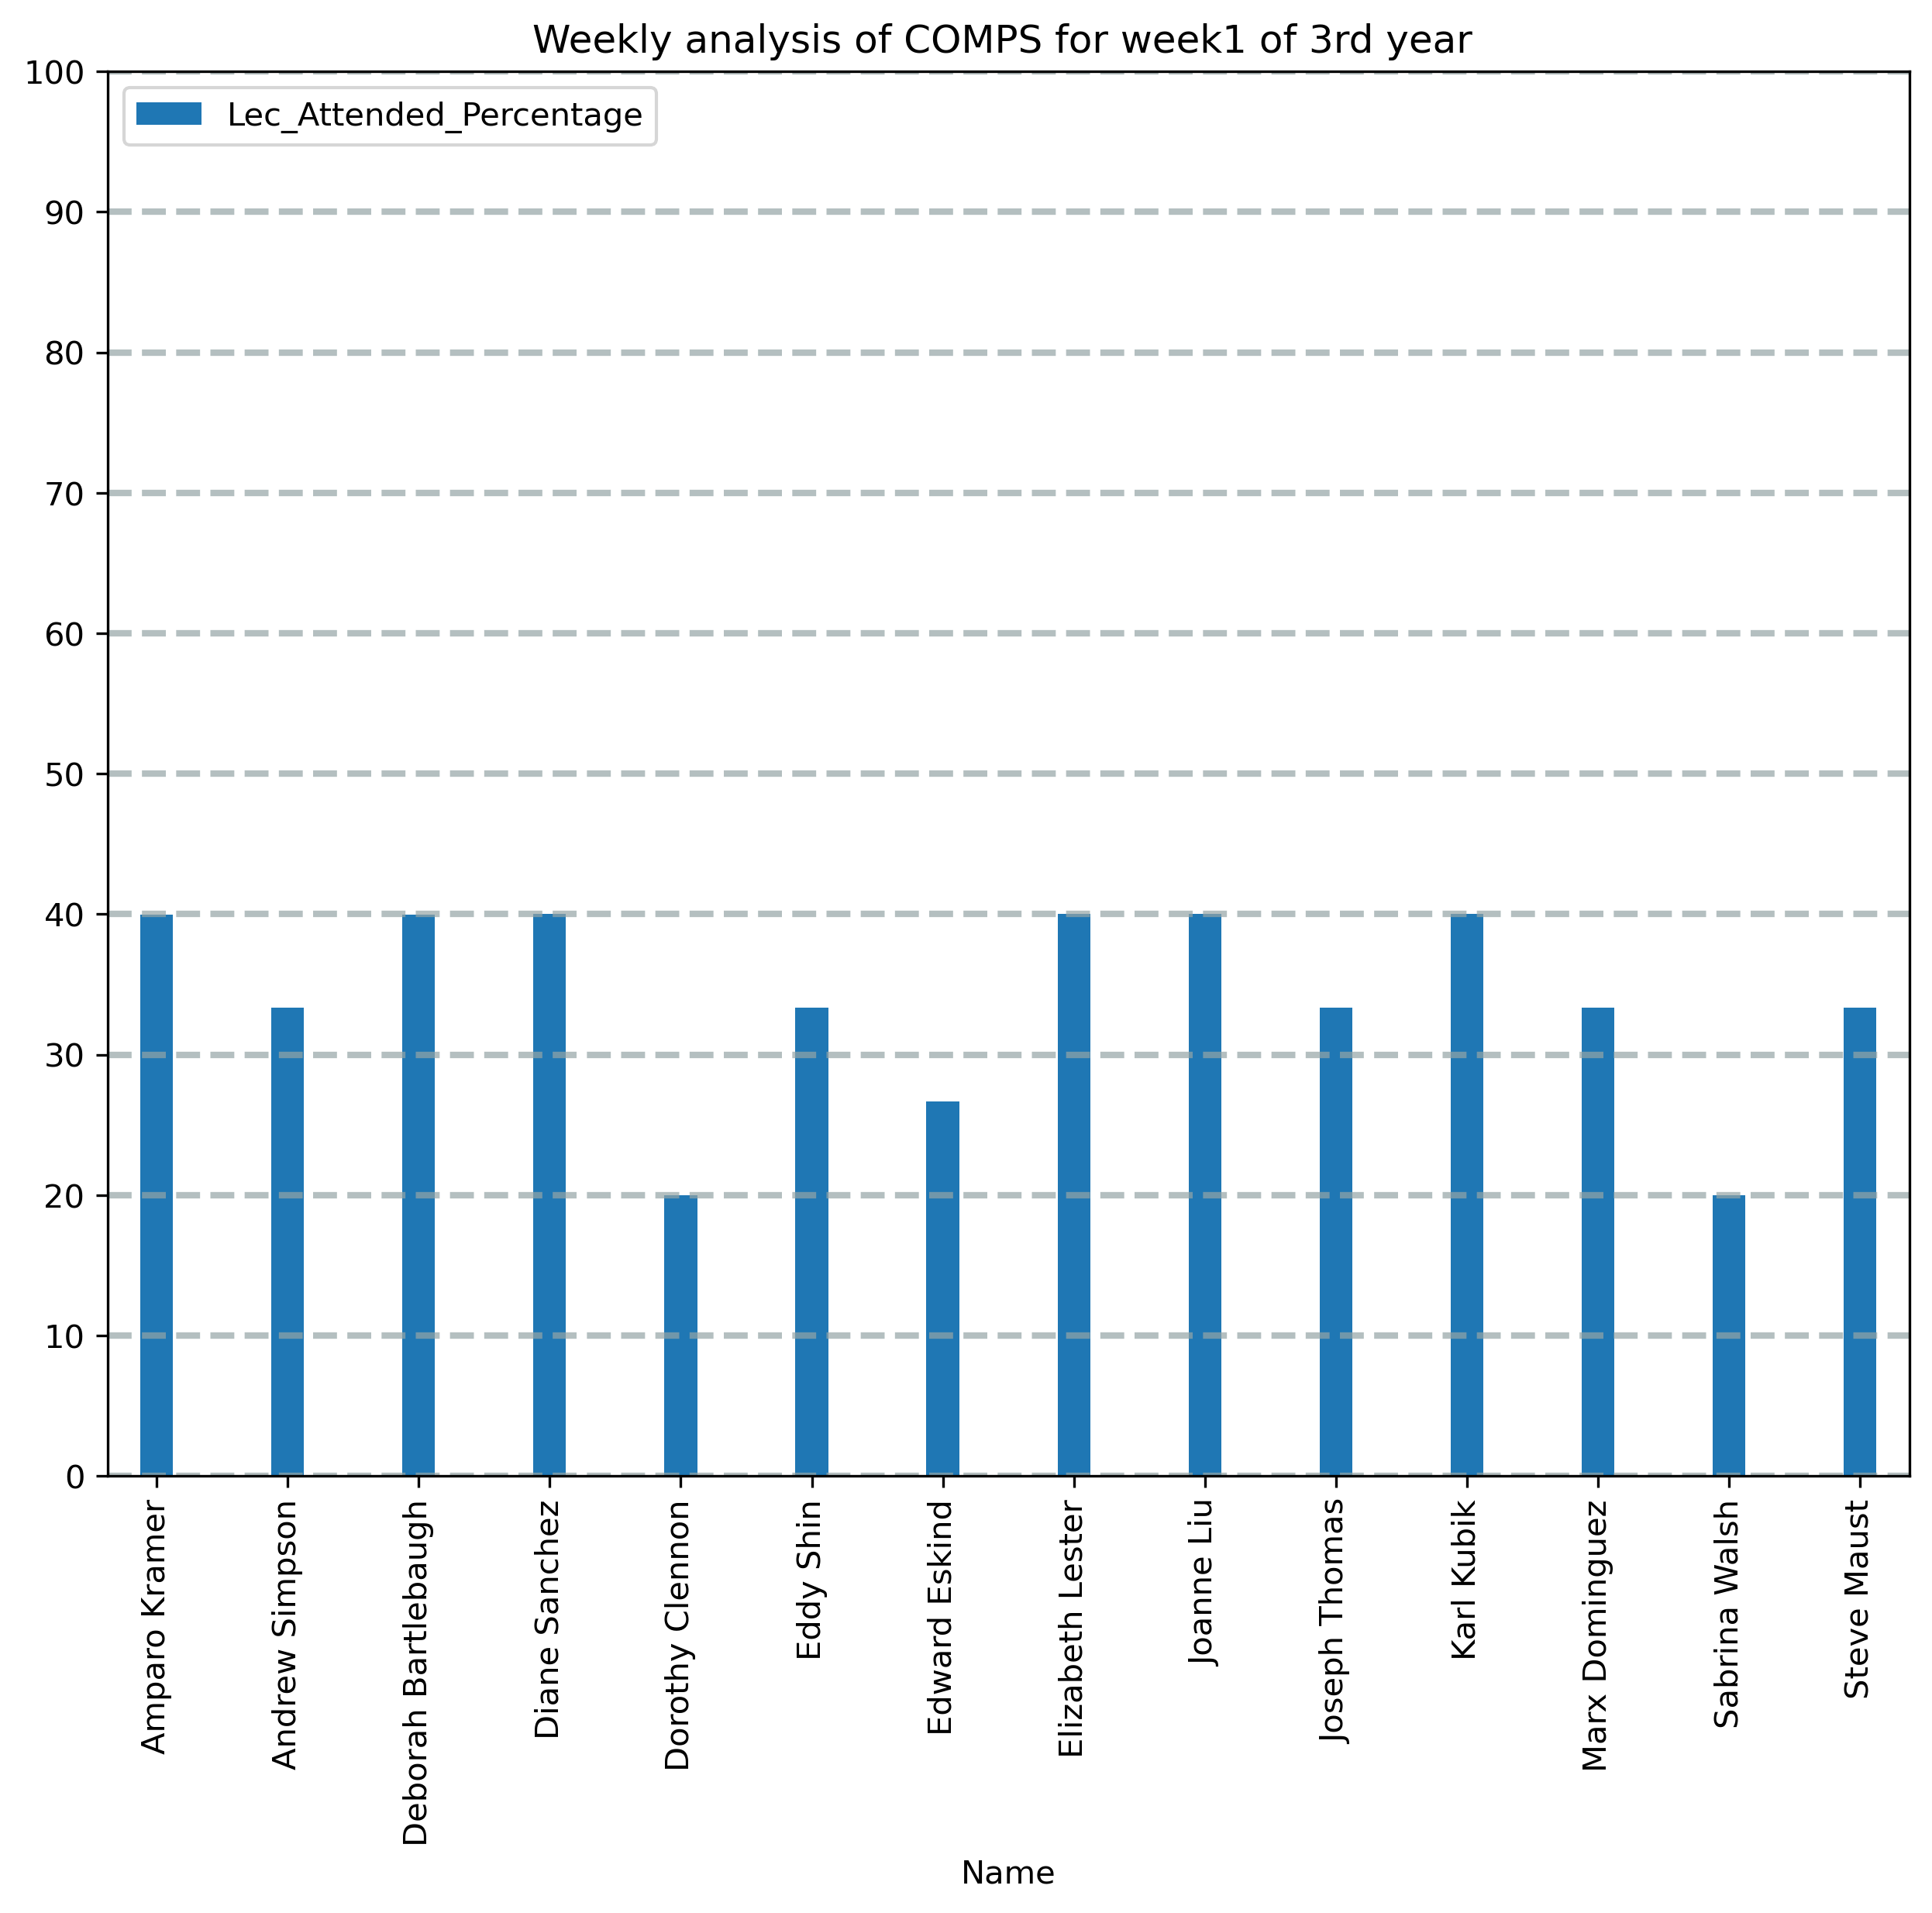 Weekly analysis of COMPS for week1 of 3rd year
Lec_Attended_Percentage
100
90
80
70
60
50
40
30
20
10
0
Amparo Kramer
Andrew Simpson
Deborah Bartlebaugh
Diane Sanchez
Dorothy Clennon
Eddy Shin
Edward Eskind
Elizabeth Lester
Joanne Liu
Joseph Thomas
Karl Kubik
Marx Dominguez
Sabrina Walsh
Steve Maust
Name